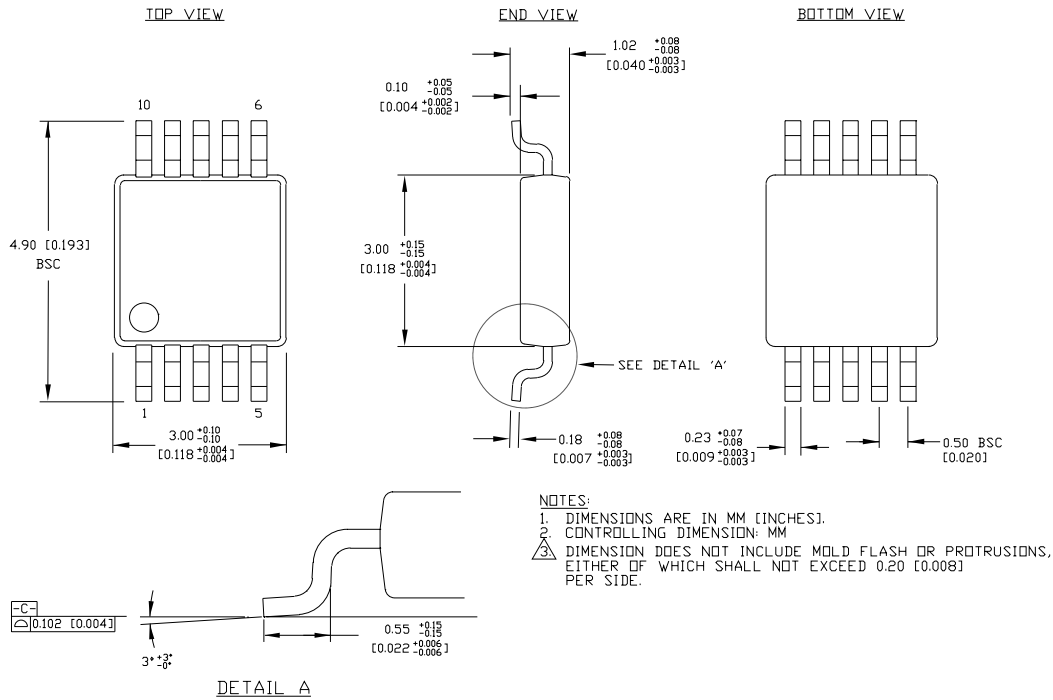 TOP VIEW
END VIEW
BOTTOM VIEW
1.02 +0.08 -0.08
[0.040 +0.003 -0.003]
0.10 +0.05 -0.05
[0.004 +0.002 -0.002]
10
6
4.90 [0.193]
BSC
3.00 +0.15 -0.15
[0.118 +0.004 -0.004]
SEE DETAIL 'A'
1
5
3.00 +0.10 -0.10
[0.118 +0.004 -0.004]
0.18 +0.08 -0.08
[0.007 +0.003 -0.003]
0.23 +0.07 -0.08
[0.009 +0.003 -0.003]
0.50 BSC
[0.020]
NOTES:
1. DIMENSIONS ARE IN MM [INCHES].
2. CONTROLLING DIMENSION: MM
3. DIMENSION DOES NOT INCLUDE MOLD FLASH OR PROTRUSIONS,
EITHER OF WHICH SHALL NOT EXCEED 0.20 [0.008]
PER SIDE.
-C-
0.102 [0.004]
3° +3° -0°
0.55 +0.15 -0.15
[0.022 +0.006 -0.006]
DETAIL A